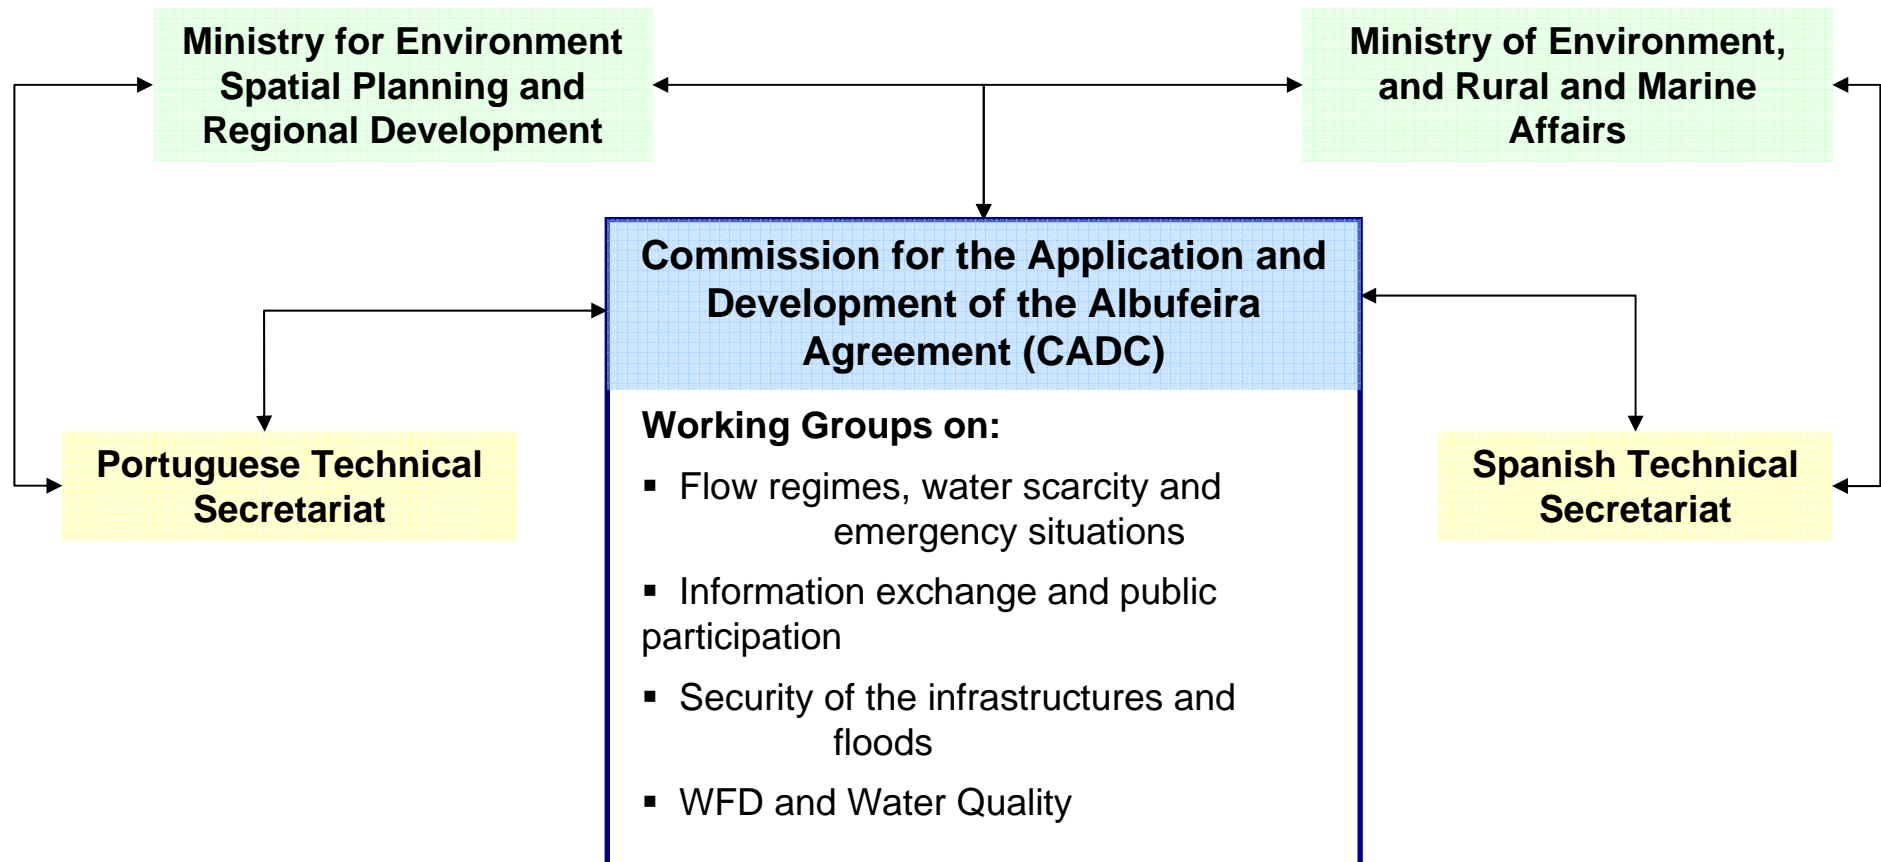 Ministry for Environment
Spatial Planning and
Regional Development
Ministry of Environment,
and Rural and Marine
Affairs
Commission for the Application and
Development of the Albufeira
Agreement (CADC)
Working Groups on:
▪ Flow regimes, water scarcity and
emergency situations
▪ Information exchange and public
participation
▪ Security of the infrastructures and
floods
▪ WFD and Water Quality
Portuguese Technical
Secretariat
Spanish Technical
Secretariat